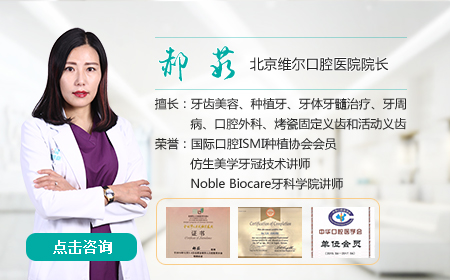 郝莉 北京维尔口腔医院院长
擅长：牙齿美容、种植牙、牙体牙髓治疗、牙周
病、口腔外科、烤瓷固定义齿和活动义齿
荣誉：国际口腔ISMI种植协会会员
仿生美学牙冠技术讲师
Noble Biocare牙科学院讲师
证书
Certification of Completion
中华口腔医学会
单位会员
点击咨询